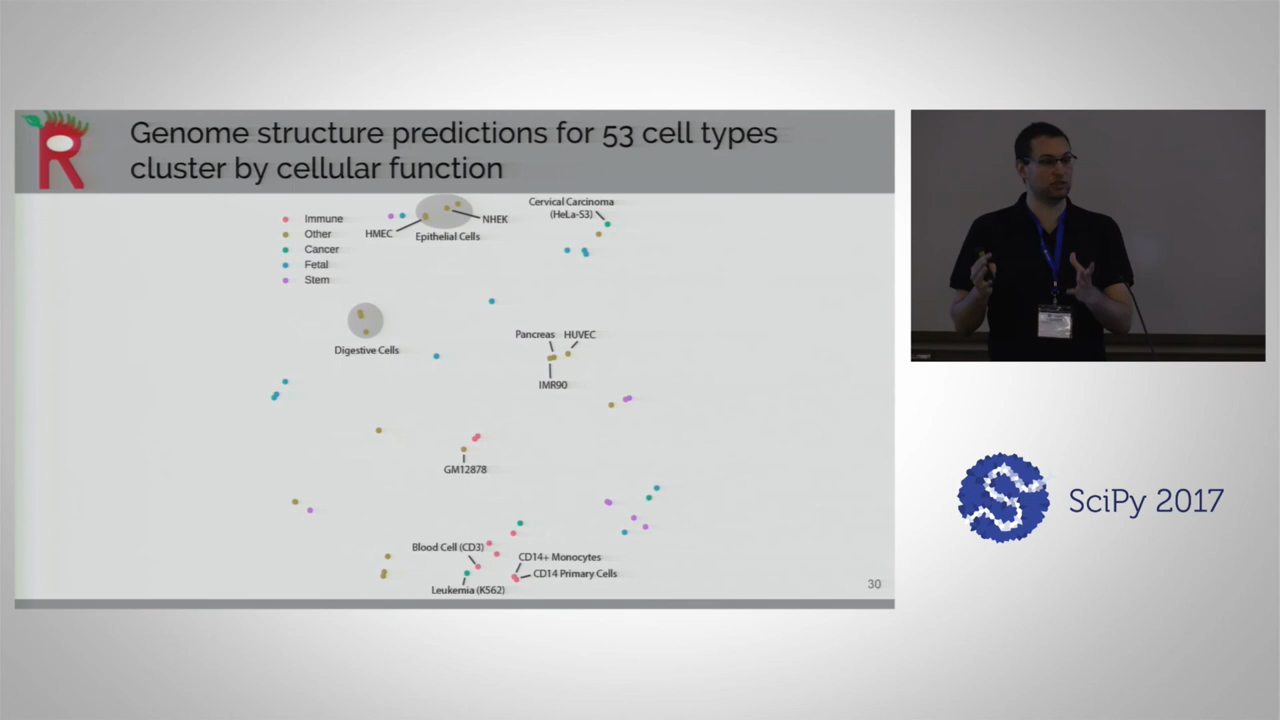 R
Genome structure predictions for 53 cell types
cluster by cellular function
Immune
Other
Cancer
Fetal
Stem
HMEC
NHEK
Epithelial Cells
Cervical Carcinoma
(HeLa-S3)
Digestive Cells
Pancreas
HUVEC
IMR90
GM12878
Blood Cell (CD3)
CD14+ Monocytes
CD14 Primary Cells
Leukemia (K562)
30
S
SciPy 2017